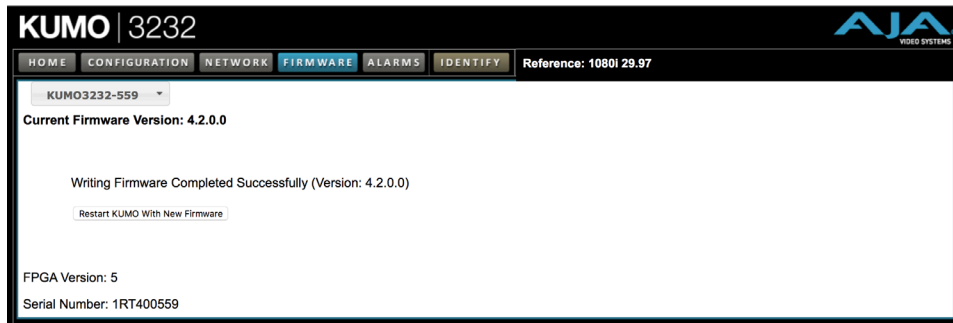 KUMO | 3232
AJA
VIDEO SYSTEMS
HOME CONFIGURATION NETWORK FIRMWARE ALARMS IDENTIFY Reference: 1080i 29.97
KUMO3232-559
Current Firmware Version: 4.2.0.0
Writing Firmware Completed Successfully (Version: 4.2.0.0)
Restart KUMO With New Firmware
FPGA Version: 5
Serial Number: 1RT400559